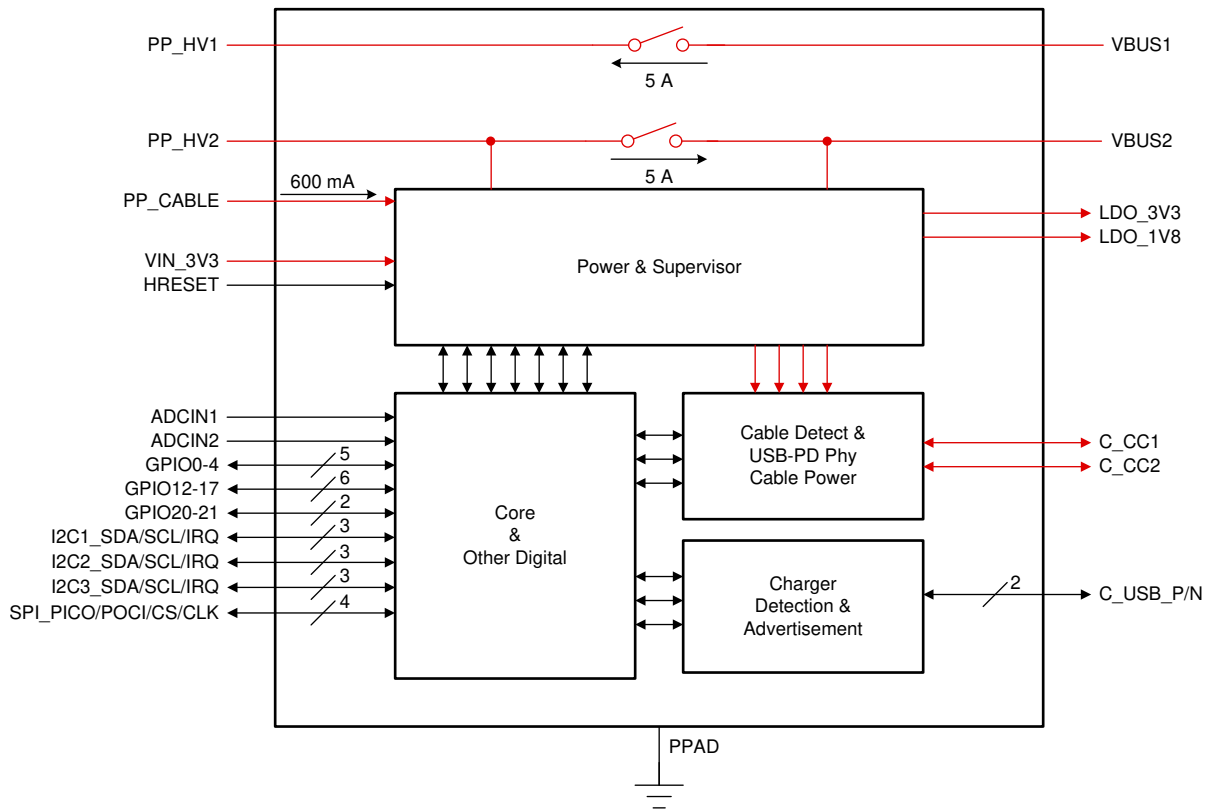 PP_HV1
VBUS1
5 A
PP_HV2
VBUS2
5 A
600 mA
PP_CABLE
LDO_3V3
LDO_1V8
VIN_3V3
HRESET
Power & Supervisor
ADCIN1
ADCIN2
GPIO0-4
5
GPIO12-17
6
GPIO20-21
2
I2C1_SDA/SCL/IRQ
3
I2C2_SDA/SCL/IRQ
3
I2C3_SDA/SCL/IRQ
3
SPI_PICO/POCI/CS/CLK
4
Core
&
Other Digital
Cable Detect &
USB-PD Phy
Cable Power
C_CC1
C_CC2
Charger
Detection &
Advertisement
2
C_USB_P/N
PPAD